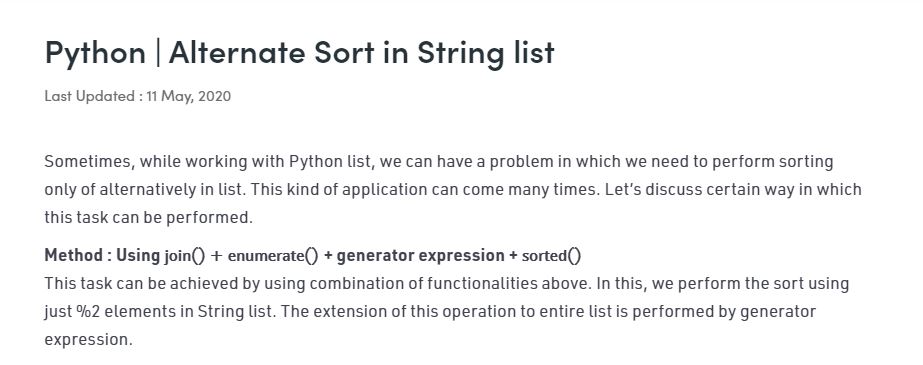 Python | Alternate Sort in String list
Last Updated : 11 May, 2020
Sometimes, while working with Python list, we can have a problem in which we need to perform sorting
only of alternatively in list. This kind of application can come many times. Let’s discuss certain way in which
this task can be performed.
Method : Using join() + enumerate() + generator expression + sorted()
This task can be achieved by using combination of functionalities above. In this, we perform the sort using
just %2 elements in String list. The extension of this operation to entire list is performed by generator
expression.